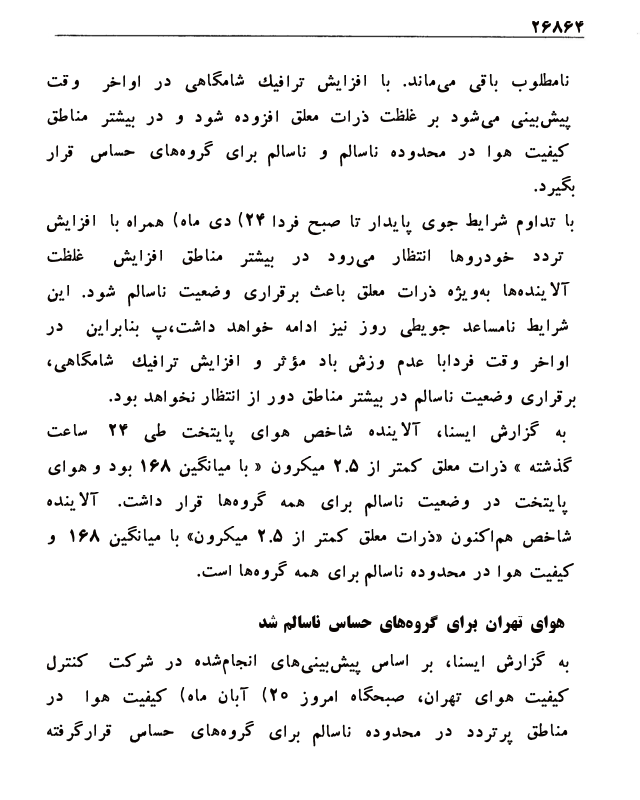 ۲۶۸۶۴
نامطلوب باقی می‌ماند. با افزایش ترافیك شامگاهی در اواخر وقت
پیش‌بینی می‌شود بر غلظت ذرات معلق افزوده شود و در بیشتر مناطق
کیفیت هوا در محدوده ناسالم و ناسالم برای گروه‌های حساس قرار
بگیرد.
با تداوم شرایط جوی پایدار تا صبح فردا ۲۴) دی ماه) همراه با افزایش
تردد خودروها انتظار می‌رود در بیشتر مناطق افزایش غلظت
آلاینده‌ها به‌ویژه ذرات معلق باعث برقراری وضعیت ناسالم شود. این
شرایط نامساعد جویطی روز نیز ادامه خواهد داشت،پ بنابراین در
اواخر وقت فردابا عدم وزش باد مؤثر و افزایش ترافیك شامگاهی،
برقراری وضعیت ناسالم در بیشتر مناطق دور از انتظار نخواهد بود.
به گزارش ایسنا، آلاینده شاخص هوای پایتخت طی ۲۴ ساعت
گذشته » ذرات معلق کمتر از ۲.۵ میکرون « با میانگین ۱۶۸ بود و هوای
پایتخت در وضعیت ناسالم برای همه گروه‌ها قرار داشت. آلاینده
شاخص هم‌اکنون «ذرات معلق کمتر از ۲.۵ میکرون» با میانگین ۱۶۸ و
کیفیت هوا در محدوده ناسالم برای همه گروه‌ها است.
هوای تهران برای گروه‌های حساس ناسالم شد
به گزارش ایسنا، بر اساس پیش‌بینی‌های انجام‌شده در شرکت کنترل
کیفیت هوای تهران، صبحگاه امروز ۲۰) آبان ماه) کیفیت هوا در
مناطق پرتردد در محدوده ناسالم برای گروه‌های حساس قرارگرفته